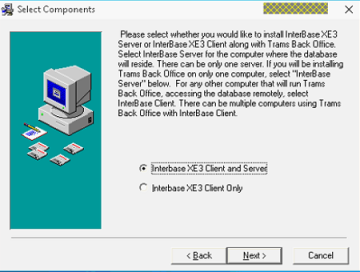 Select Components
Please select whether you would like to install InterBase XE3
Server or InterBase XE3 Client along with Trams Back Office.
Select InterBase Server for the computer where the database
will reside. There can be only one server. If you will be installing
Trams Back Office on only one computer, select "InterBase
Server" below. For any other computer that will run Trams
Back Office, accessing the database remotely, select
InterBase Client. There can be multiple computers using Trams
Back Office with InterBase Client.
Interbase XE3 Client and Server
Interbase XE3 Client Only
< Back
Next >
Cancel